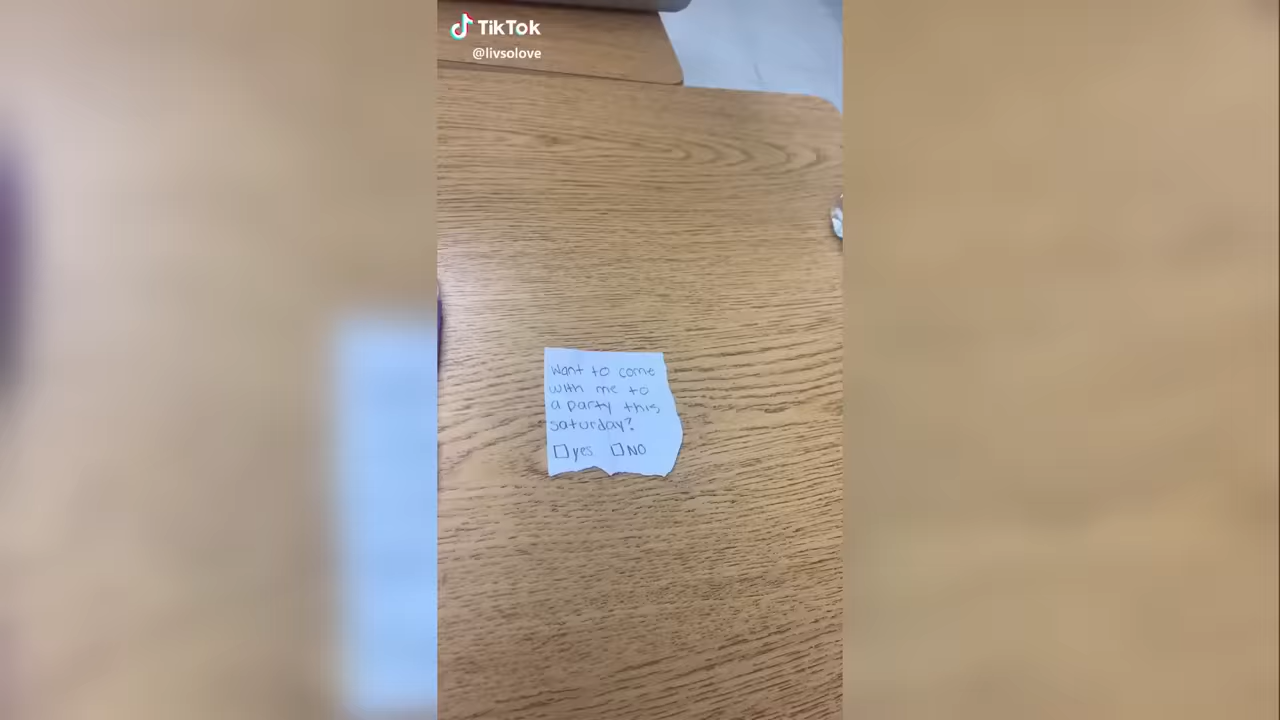 TikTok
@livsolove
Want to come
with me to
a party this
saturday?
yes NO